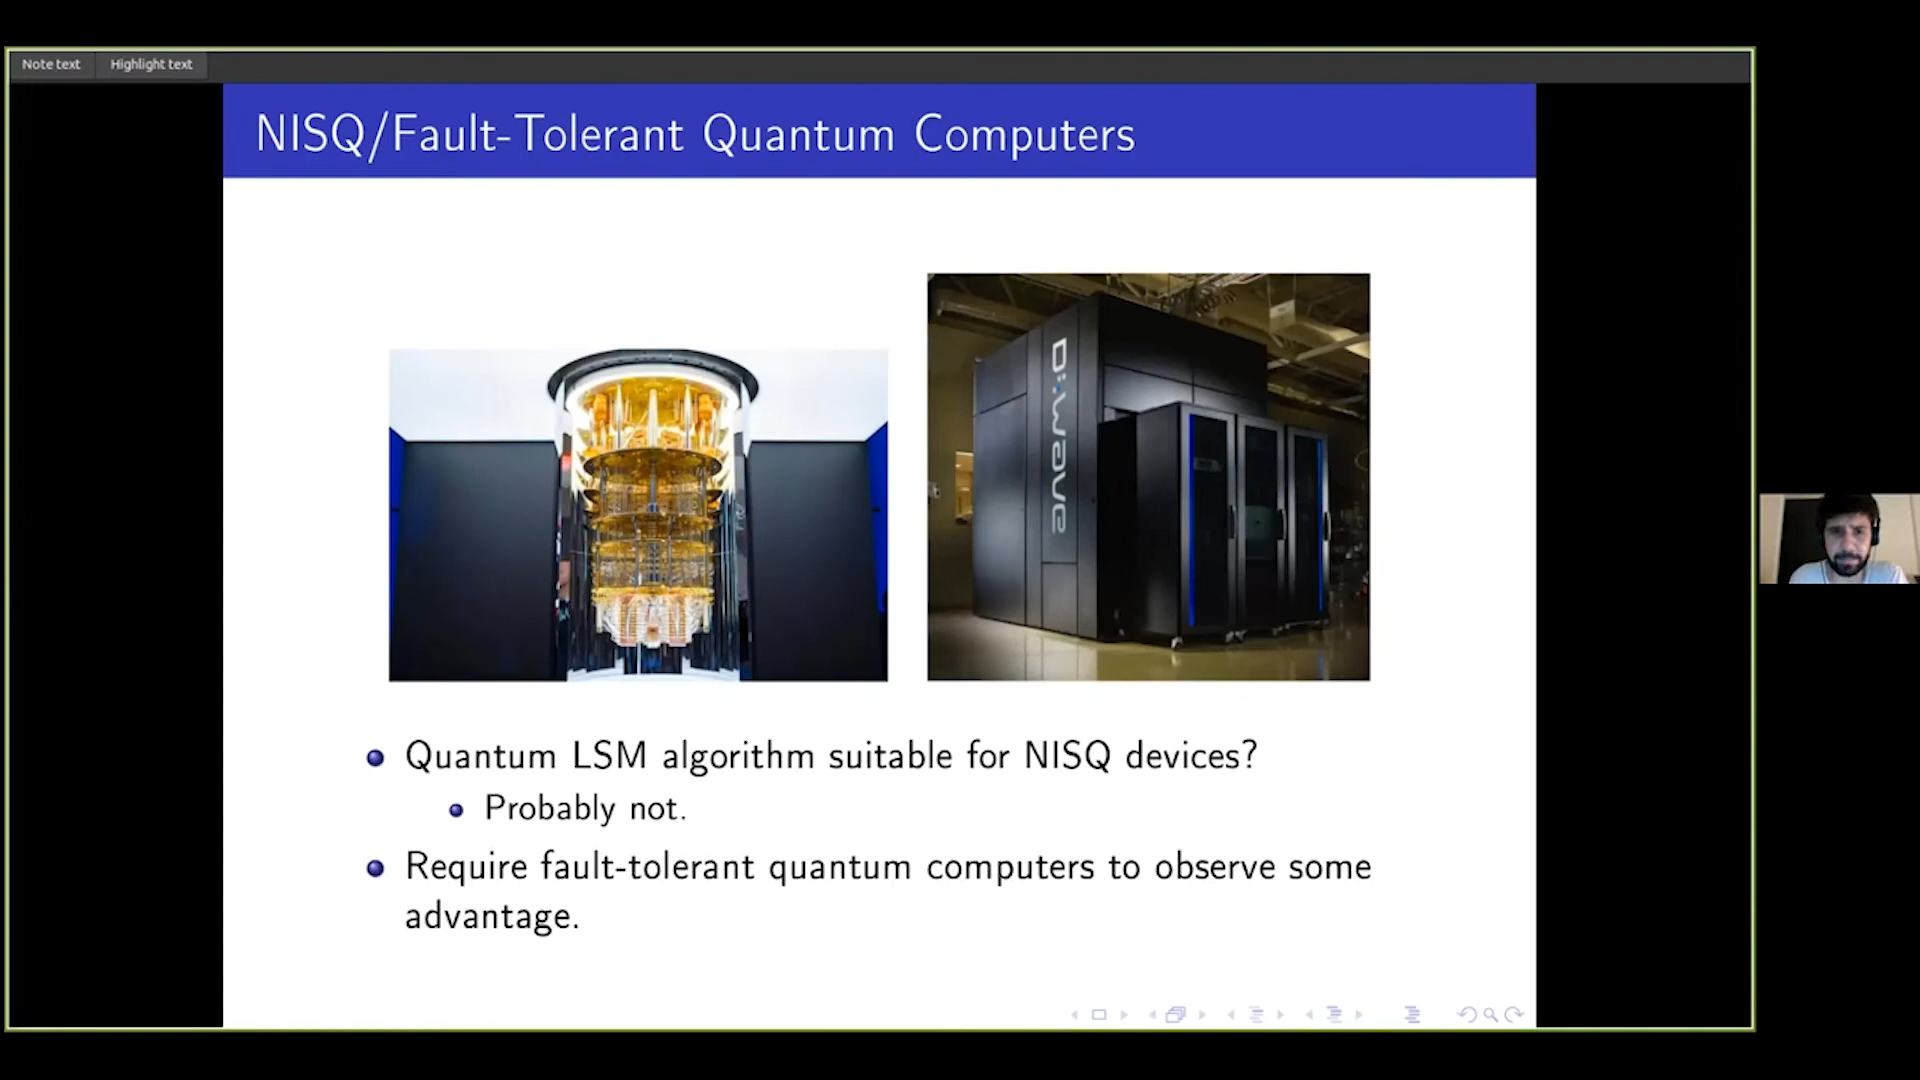 Note text Highlight text
NISQ/Fault-Tolerant Quantum Computers
D:wave
Quantum LSM algorithm suitable for NISQ devices?
Probably not.
Require fault-tolerant quantum computers to observe some
advantage.